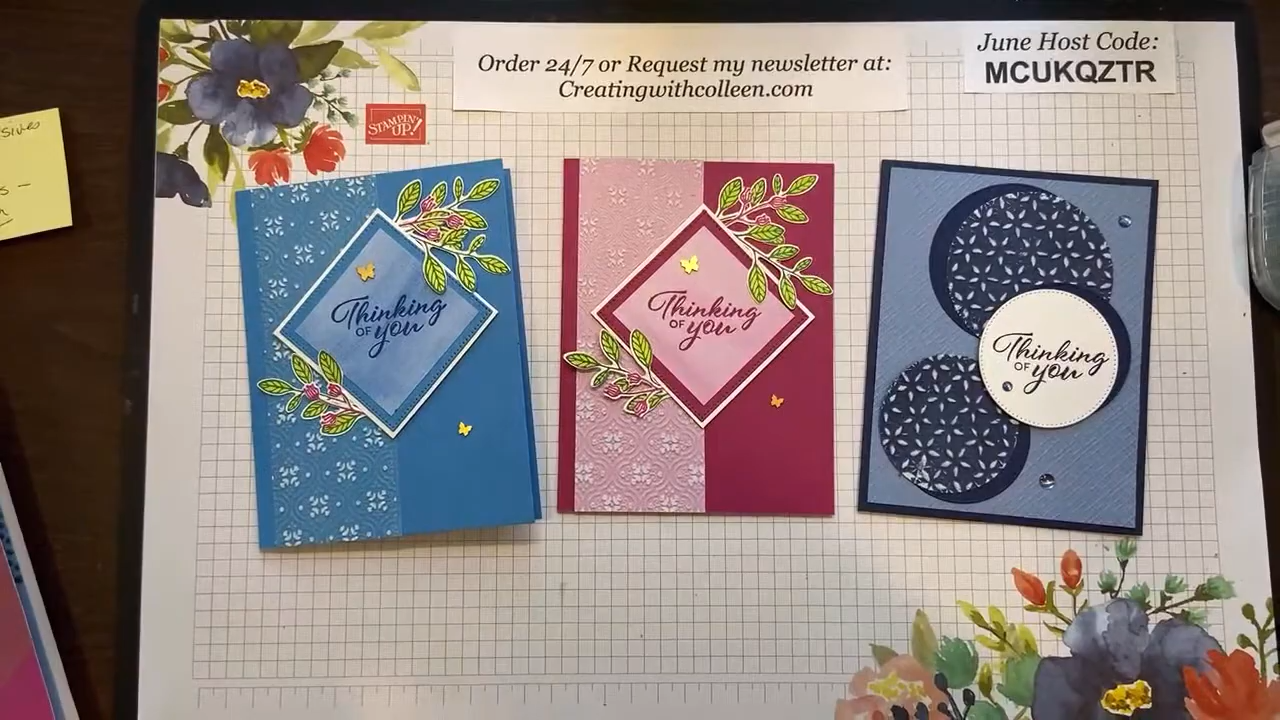 Order 24/7 or Request my newsletter at:
Creatingwithcolleen.com
June Host Code:
MCUKQZTR
STAMPIN' UP!
Thinking
OF you
Thinking
OF you
Thinking
OF you